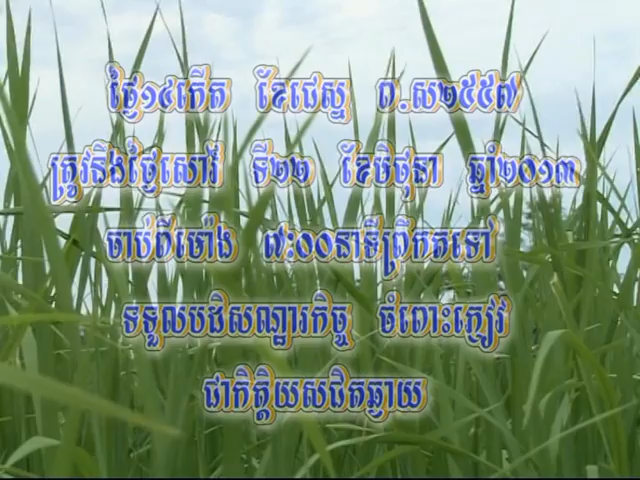 ថ្ងៃ១៤កើត ខែជេស្ឋ ព.ស២៥៥៧
ត្រូវនិងថ្ងៃសៅរ៍ ទី២២ ខែមិថុនា ឆ្នាំ២០១៣
ចាប់ពីម៉ោង ៧:០០នាទីព្រឹកតទៅ
ទទួលបដិសណ្ឋារកិច្ច ចំពោះភ្ញៀវ
ជាកិត្តិយសជិតឆ្ងាយ